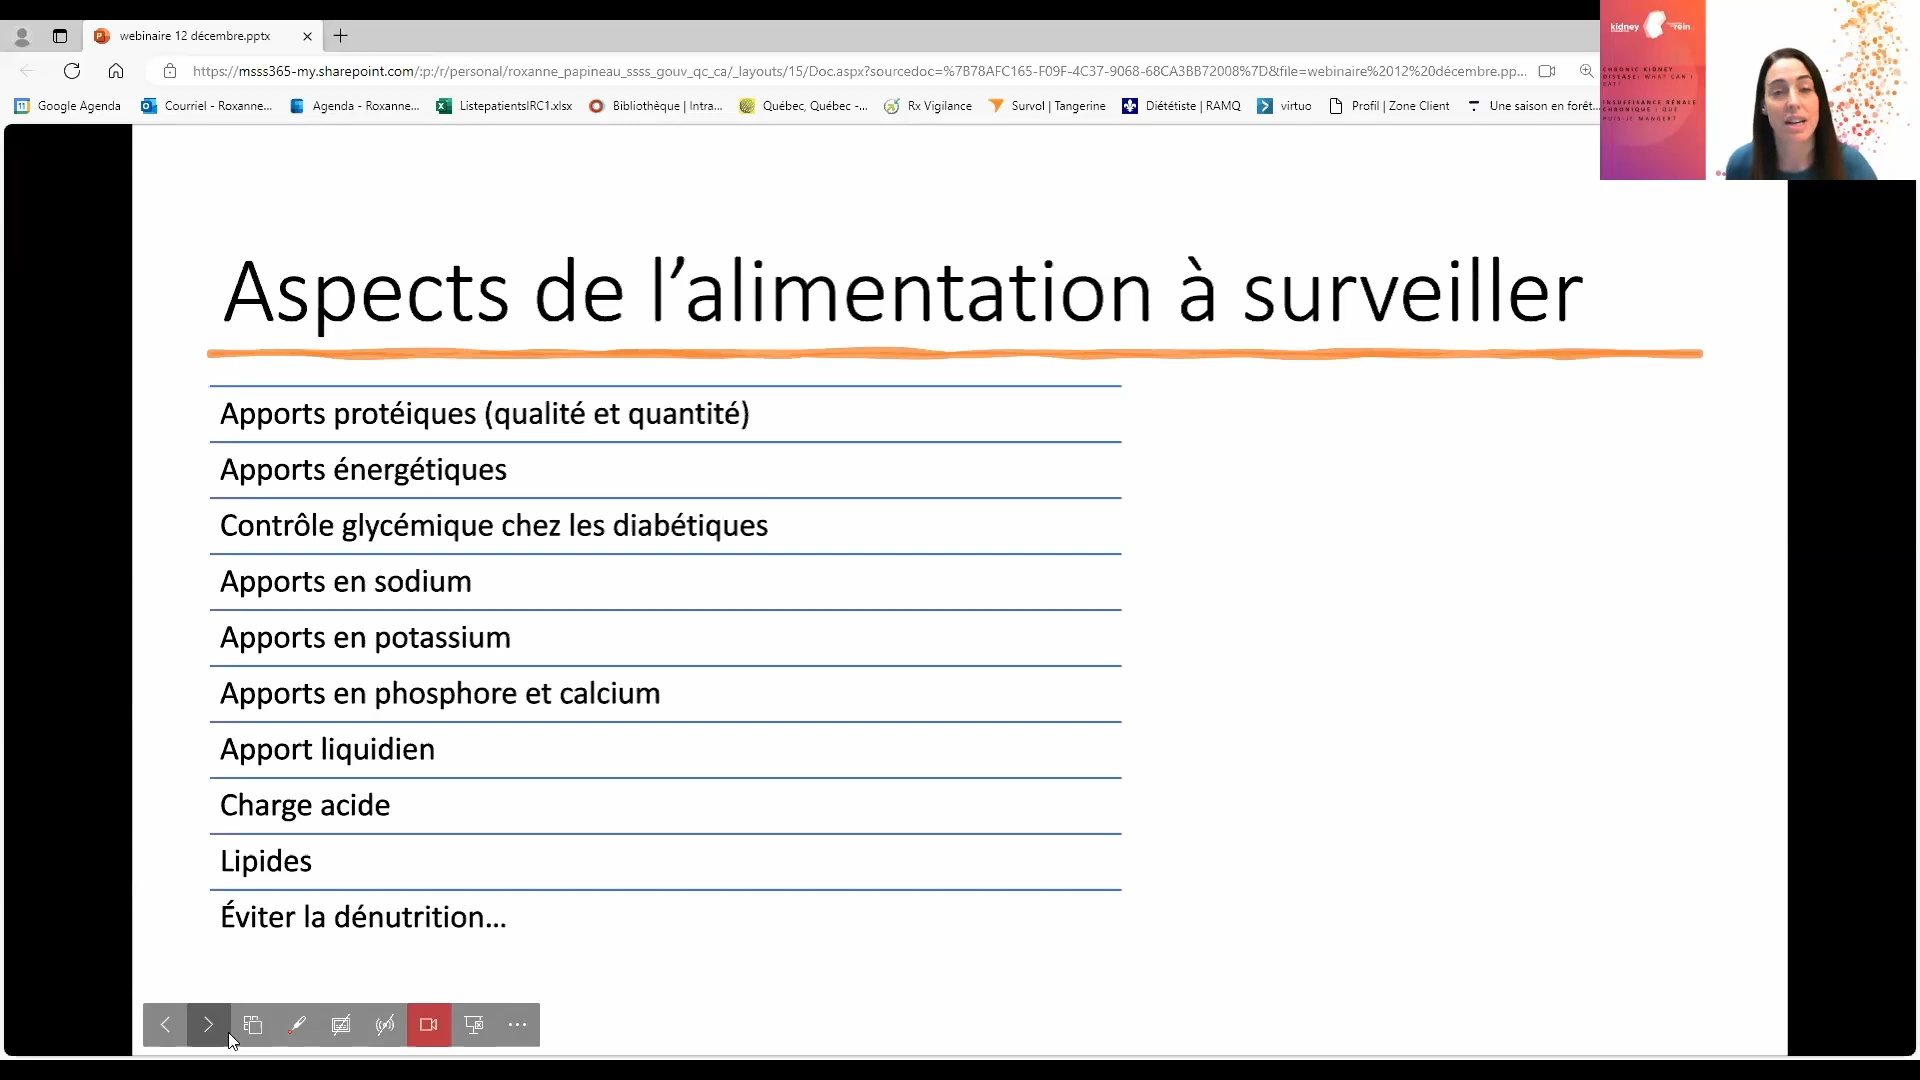 webinaire 12 décembre.pptx
https://msss365-my.sharepoint.com/:p:/r/personal/roxanne_papineau_ssss_gouv_qc_ca/_layouts/15/Doc.aspx?sourcedoc=%7B78AFC165-F09F-4C37-9068-68CA3BB72008%7D&file=webinaire%2012%20décembre.pp...
Google Agenda
Courriel - Roxanne...
Agenda - Roxanne...
ListepatientsIRC1.xlsx
Bibliothèque | Intra...
Québec, Québec -...
Rx Vigilance
Survol | Tangerine
Diététiste | RAMQ
virtuo
Profil | Zone Client
Une saison en forêt...
kidney rein
CHRONIC KIDNEY
DISEASE: WHAT CAN I
EAT?
INSUFFISANCE RÉNALE
CHRONIQUE : QUE
PUIS-JE MANGER?
Aspects de l’alimentation à surveiller
Apports protéiques (qualité et quantité)
Apports énergétiques
Contrôle glycémique chez les diabétiques
Apports en sodium
Apports en potassium
Apports en phosphore et calcium
Apport liquidien
Charge acide
Lipides
Éviter la dénutrition...